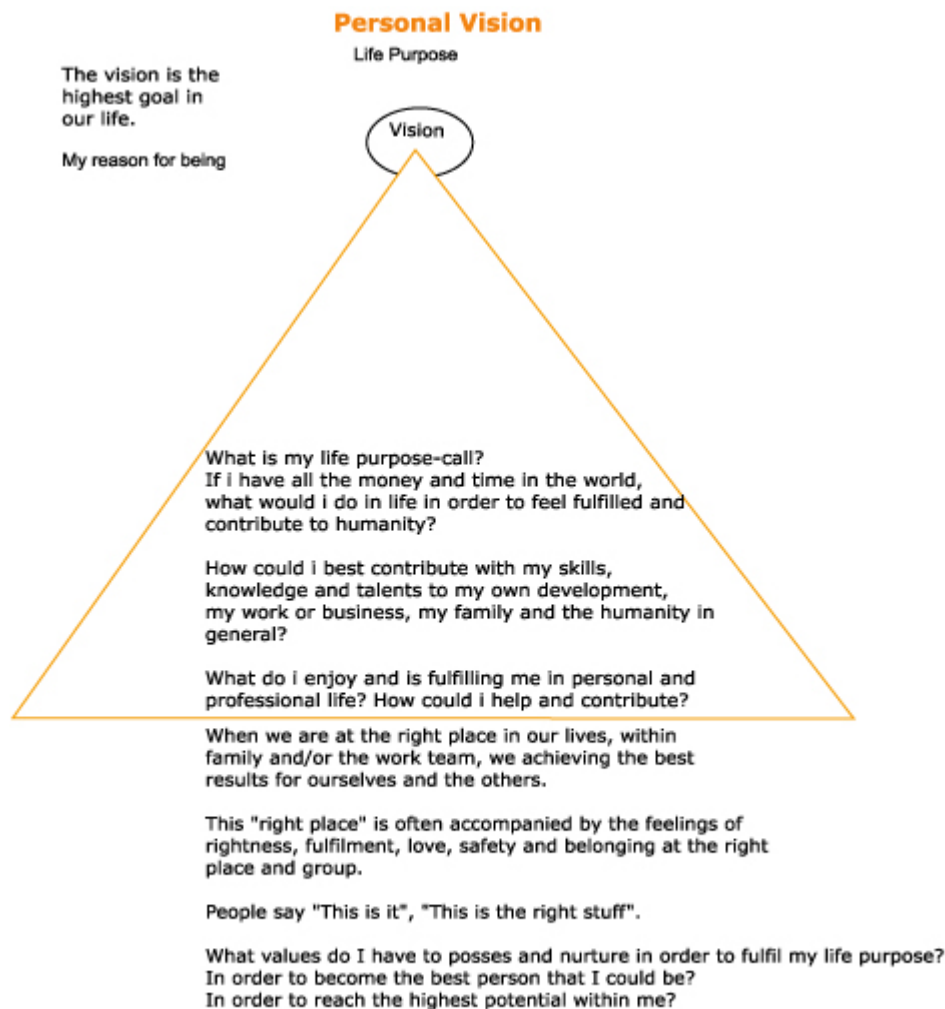 Personal Vision
Life Purpose
The vision is the
highest goal in
our life.
My reason for being
Vision
What is my life purpose-call?
If i have all the money and time in the world,
what would i do in life in order to feel fulfilled and
contribute to humanity?
How could i best contribute with my skills,
knowledge and talents to my own development,
my work or business, my family and the humanity in
general?
What do i enjoy and is fulfilling me in personal and
professional life? How could i help and contribute?
When we are at the right place in our lives, within
family and/or the work team, we achieving the best
results for ourselves and the others.
This "right place" is often accompanied by the feelings of
rightness, fulfilment, love, safety and belonging at the right
place and group.
People say "This is it", "This is the right stuff".
What values do I have to posses and nurture in order to fulfil my life purpose?
In order to become the best person that I could be?
In order to reach the highest potential within me?